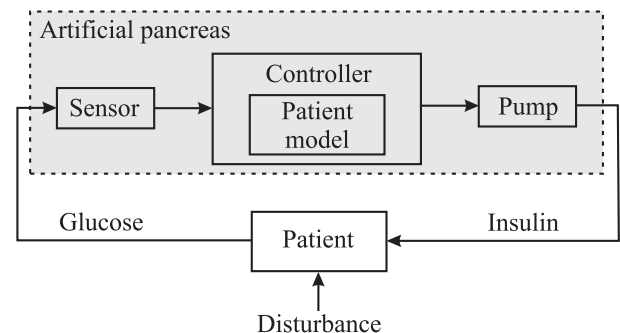 Artificial pancreas
Controller
Sensor
Patient
model
Pump
Glucose
Patient
Insulin
Disturbance